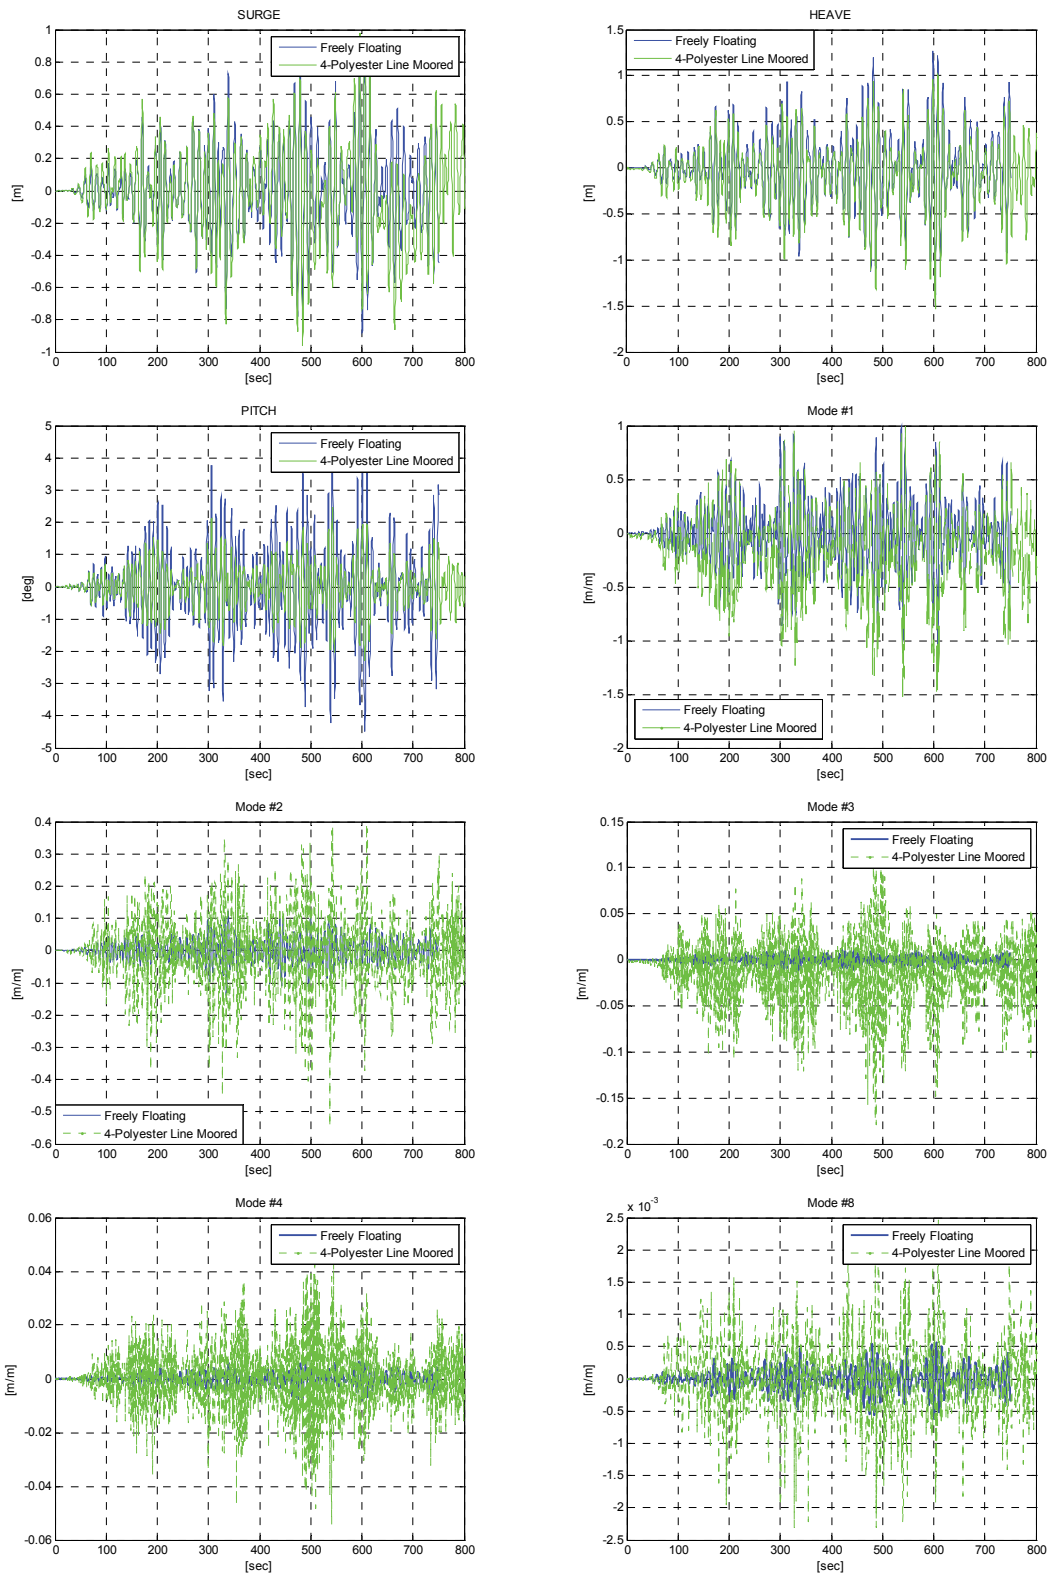 SURGE
Freely Floating
4-Polyester Line Moored
1
0.8
0.6
0.4
0.2
0
-0.2
-0.4
-0.6
-0.8
-1
[m]
0 100 200 300 400 500 600 700 800
[sec]
HEAVE
Freely Floating
4-Polyester Line Moored
1.5
1
0.5
0
-0.5
-1
-1.5
-2
[m]
0 100 200 300 400 500 600 700 800
[sec]
PITCH
Freely Floating
4-Polyester Line Moored
5
4
3
2
1
0
-1
-2
-3
-4
-5
[deg]
0 100 200 300 400 500 600 700 800
[sec]
Mode #1
1
0.5
0
-0.5
-1
-1.5
-2
[m/m]
Freely Floating
4-Polyester Line Moored
0 100 200 300 400 500 600 700 800
[sec]
Mode #2
0.4
0.3
0.2
0.1
0
-0.1
-0.2
-0.3
-0.4
-0.5
-0.6
[m/m]
Freely Floating
4-Polyester Line Moored
0 100 200 300 400 500 600 700 800
[sec]
Mode #3
Freely Floating
4-Polyester Line Moored
0.15
0.1
0.05
0
-0.05
-0.1
-0.15
-0.2
[m/m]
0 100 200 300 400 500 600 700 800
[sec]
Mode #4
Freely Floating
4-Polyester Line Moored
0.06
0.04
0.02
0
-0.02
-0.04
-0.06
[m/m]
0 100 200 300 400 500 600 700 800
[sec]
Mode #8
x 10-3
Freely Floating
4-Polyester Line Moored
2.5
2
1.5
1
0.5
0
-0.5
-1
-1.5
-2
-2.5
[m/m]
0 100 200 300 400 500 600 700 800
[sec]